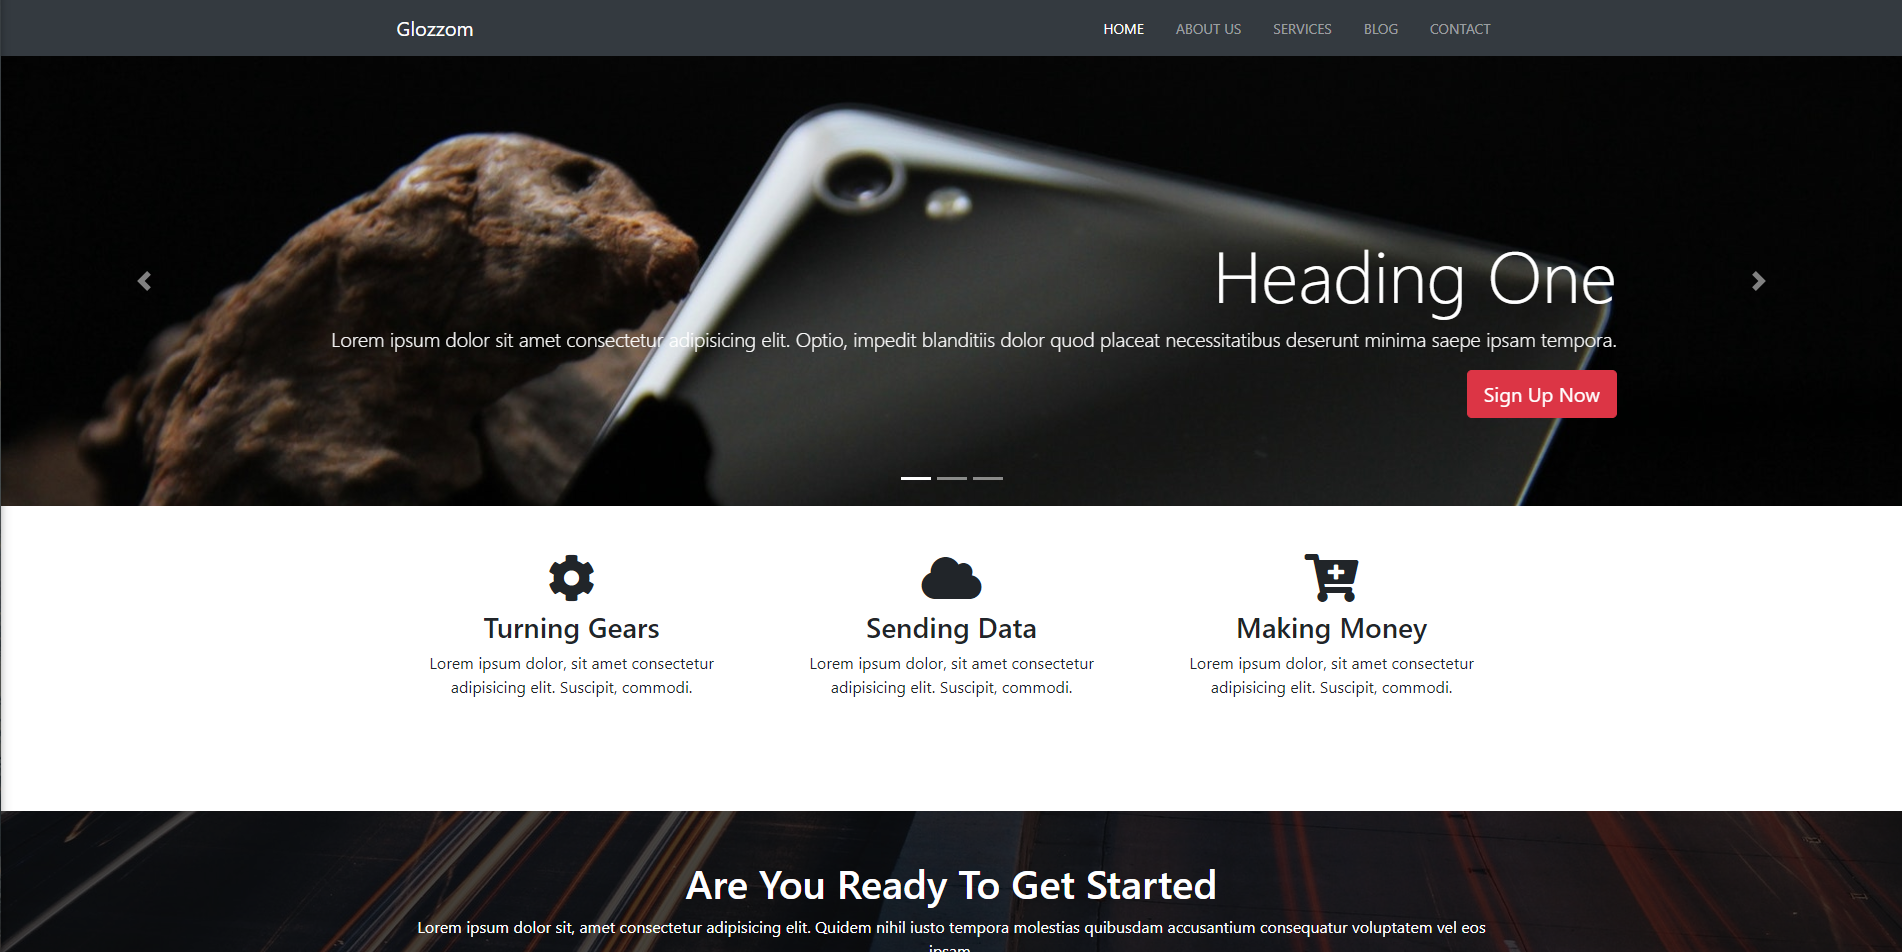 Glozzom
HOME ABOUT US SERVICES BLOG CONTACT
Heading One
Lorem ipsum dolor sit amet consectetur adipisicing elit. Optio, impedit blanditiis dolor quod placeat necessitatibus deserunt minima saepe ipsam tempora.
Sign Up Now
Turning Gears
Lorem ipsum dolor, sit amet consectetur
adipisicing elit. Suscipit, commodi.
Sending Data
Lorem ipsum dolor, sit amet consectetur
adipisicing elit. Suscipit, commodi.
Making Money
Lorem ipsum dolor, sit amet consectetur
adipisicing elit. Suscipit, commodi.
Are You Ready To Get Started
Lorem ipsum dolor sit, amet consectetur adipisicing elit. Quidem nihil iusto tempora molestias quibusdam accusantium consequatur voluptatem vel eos
ipsam.